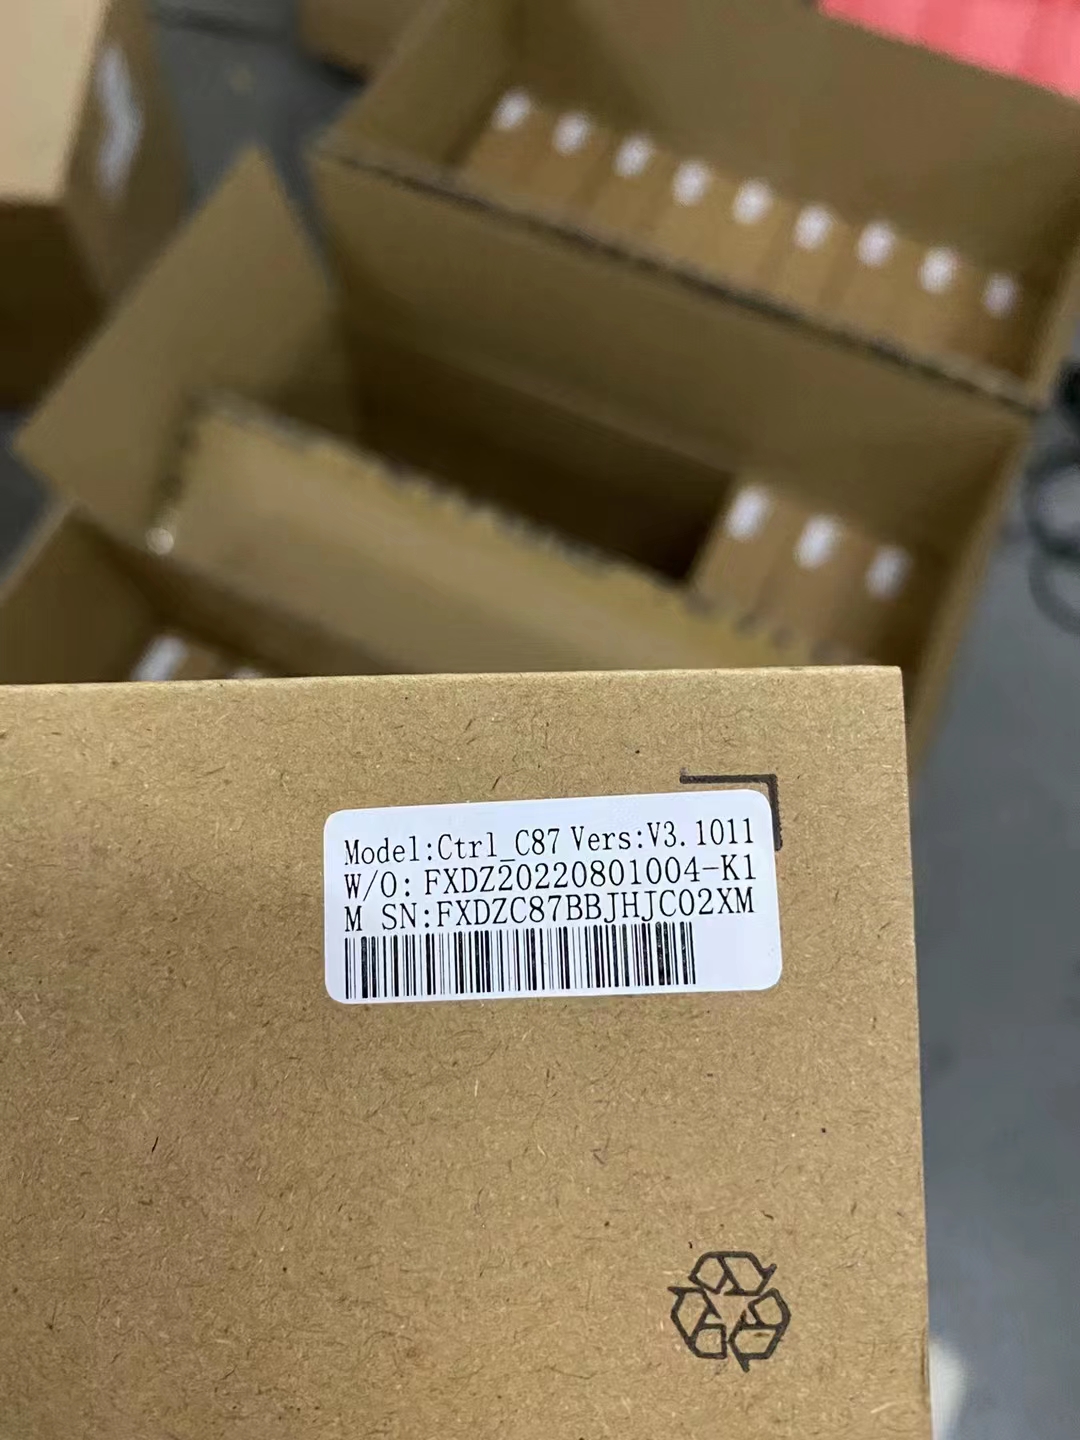 Model:Ctrl_C87 Vers:V3.1011
W/O: FXDZ20220801004-K1
M SN:FXDZC87BBJHJC02XM